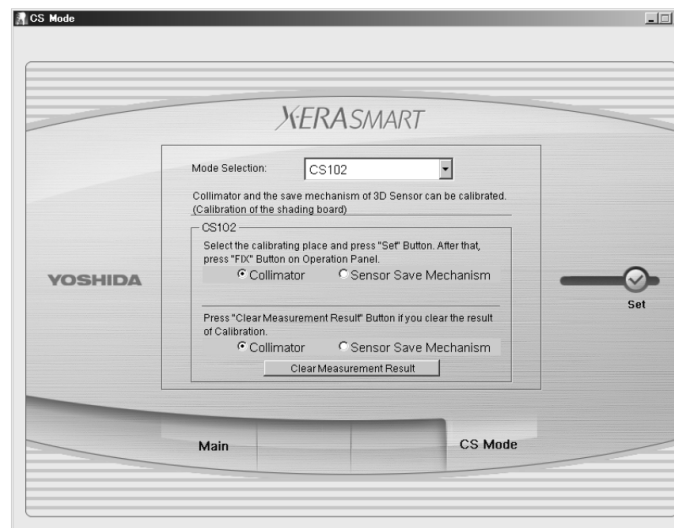 CS Mode
XERASMART
Mode Selection:
CS102
Collimator and the save mechanism of 3D Sensor can be calibrated.
(Calibration of the shading board)
CS102
Select the calibrating place and press "Set" Button. After that,
press "FIX" Button on Operation Panel.
Collimator Sensor Save Mechanism
YOSHIDA
Set
Press "Clear Measurement Result" Button if you clear the result
of Calibration.
Collimator Sensor Save Mechanism
Clear Measurement Result
Main
CS Mode